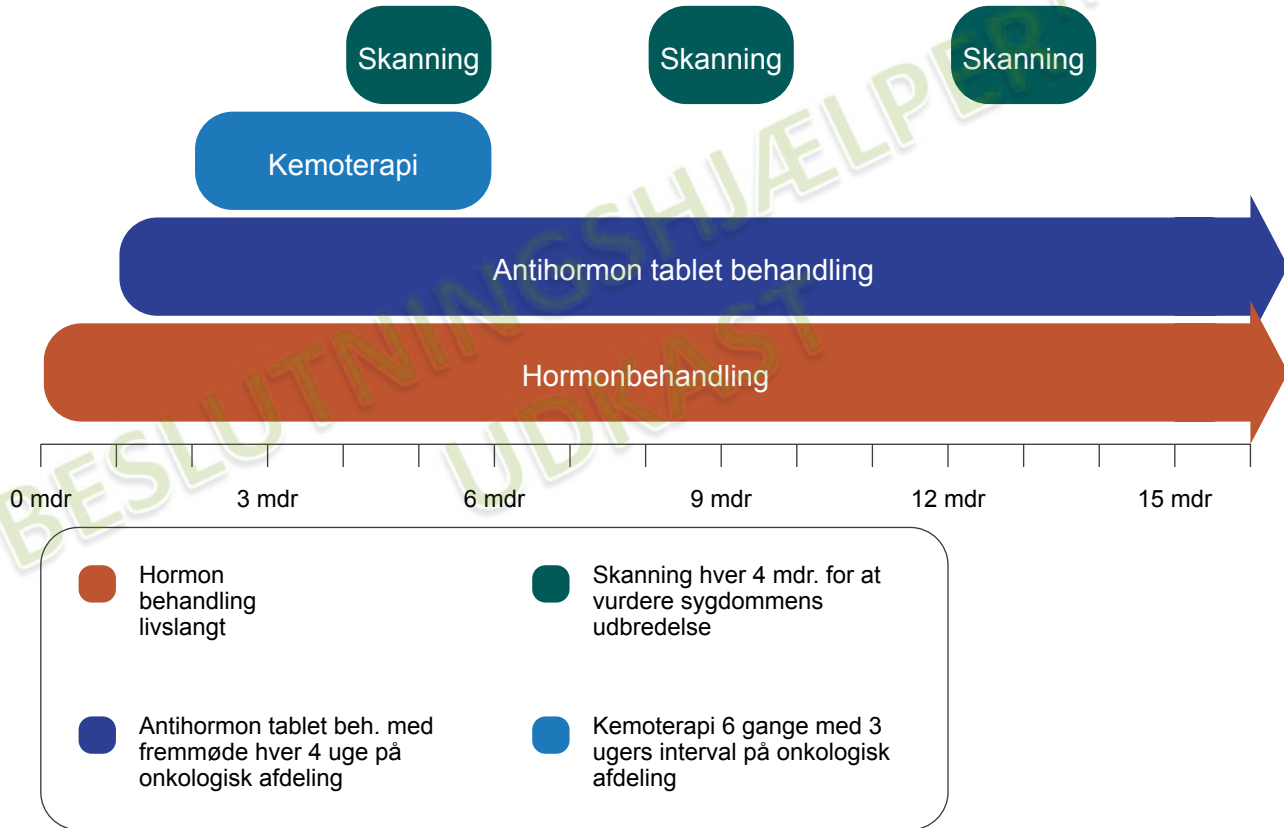 Skanning
Skanning
Skanning
Kemoterapi
Antihormon tablet behandling
Hormonbehandling
0 mdr
3 mdr
6 mdr
9 mdr
12 mdr
15 mdr
Hormon
behandling
livslangt
Skanning hver 4 mdr. for at
vurdere sygdommens
udbredelse
Antihormon tablet beh. med
fremmøde hver 4 uge på
onkologisk afdeling
Kemoterapi 6 gange med 3
ugers interval på onkologisk
afdeling
BESLUTNINGSHJÆLPER
UDKAST